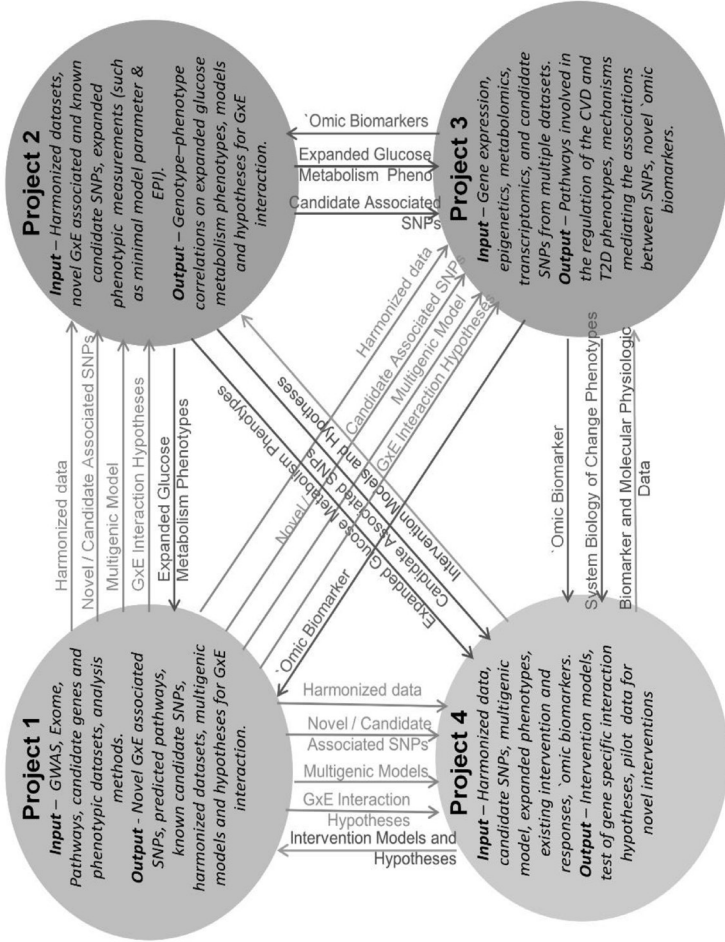 Project 1
Input – GWAS, Exome,
Pathways, candidate genes and
phenotypic datasets, analysis
methods.
Output - Novel GxE associated
SNPs, predicted pathways,
known candidate SNPs,
harmonized datasets, multigenic
models and hypotheses for GxE
interaction.
Harmonized data
Novel / Candidate Associated SNPs
Multigenic Model
GxE Interaction Hypotheses
Expanded Glucose
Metabolism Phenotypes
Project 2
Input – Harmonized datasets,
novel GxE associated and known
candidate SNPs, expanded
phenotypic measurements (such
as minimal model parameter &
EPI).
Output – Genotype–phenotype
correlations on expanded glucose
metabolism phenotypes, models
and hypotheses for GxE
interaction.
Harmonized data
Novel / Candidate Associated SNPs
Multigenic Model
GxE Interaction Hypotheses
`Omic Biomarker
Intervention Models and Hypotheses
Candidate Associated SNPs
Expanded Glucose Metabolism Phenotypes
Harmonized data
Novel / Candidate
Associated SNPs
Multigenic Models
GxE Interaction
Hypotheses
Intervention Models and
Hypotheses
`Omic Biomarkers
Expanded Glucose
Metabolism Pheno
Candidate Associated
SNPs
Project 4
Input – Harmonized data,
candidate SNPs, multigenic
model, expanded phenotypes,
existing intervention and
responses, `omic biomarkers.
Output – Intervention models,
test of gene specific interaction
hypotheses, pilot data for
novel interventions
`Omic Biomarker
System Biology of Change Phenotypes
Biomarker and Molecular Physiologic
Data
Project 3
Input – Gene expression,
epigenetics, metabolomics,
transcriptomics, and candidate
SNPs from multiple datasets.
Output – Pathways involved in
the regulation of the CVD and
T2D phenotypes, mechanisms
mediating the associations
between SNPs, novel `omic
biomarkers.